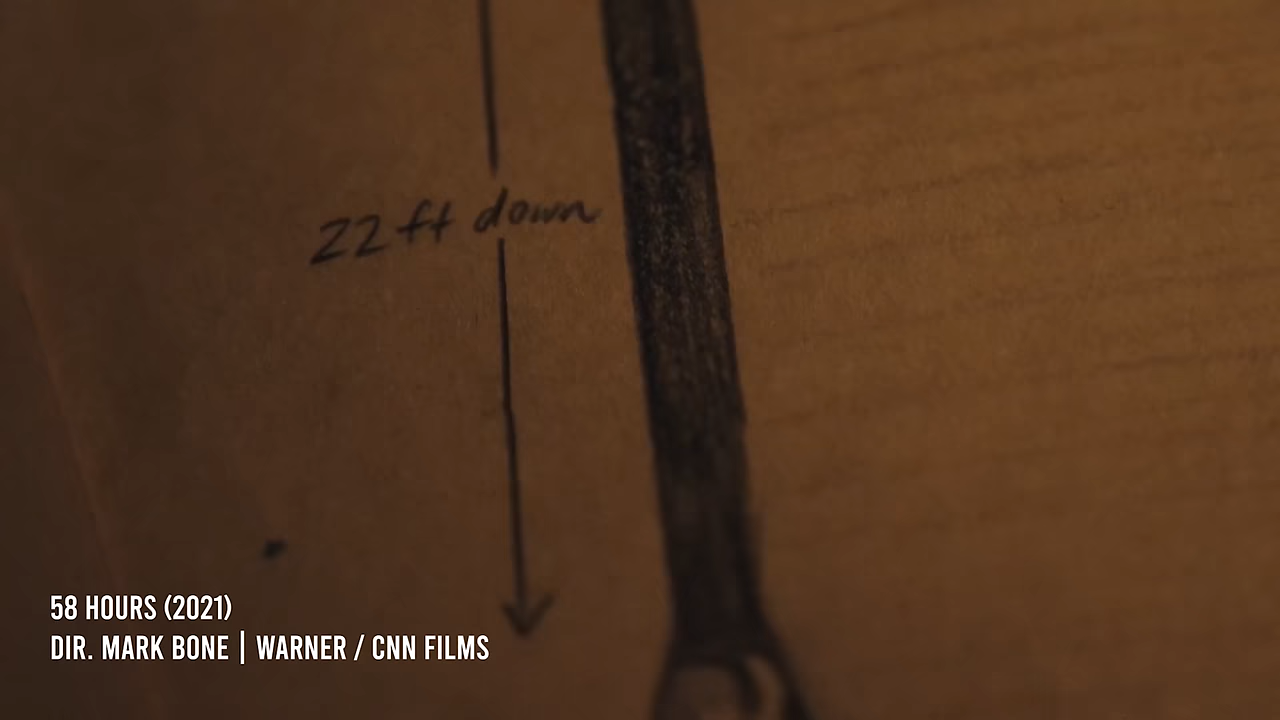 22 ft down
58 HOURS (2021)
DIR. MARK BONE | WARNER / CNN FILMS